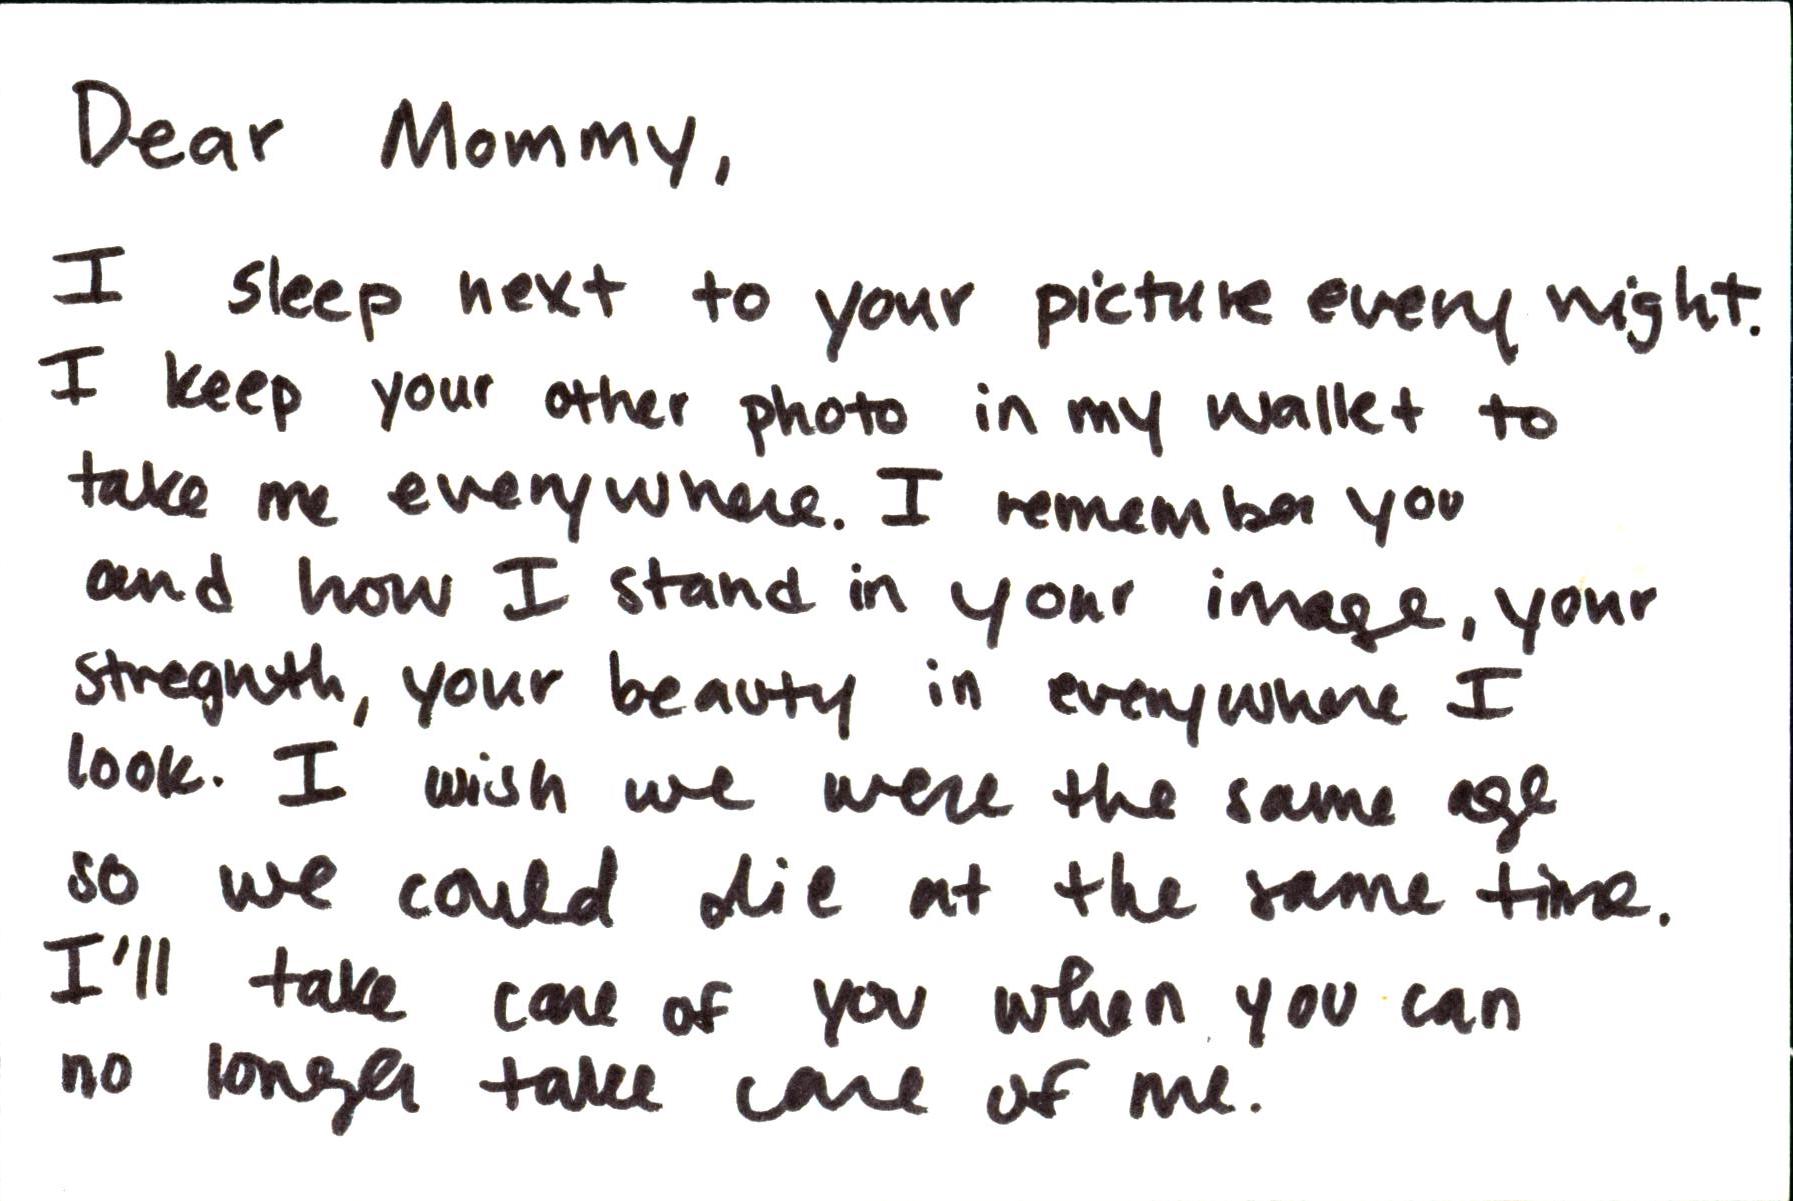 Dear Mommy,
I sleep next to your picture every night.
I keep your other photo in my wallet to
take me everywhere. I remember you
and how I stand in your image, your
stregnth, your beauty in everywhere I
look. I wish we were the same age
so we could die at the same time.
I'll take care of you when you can
no longer take care of me.